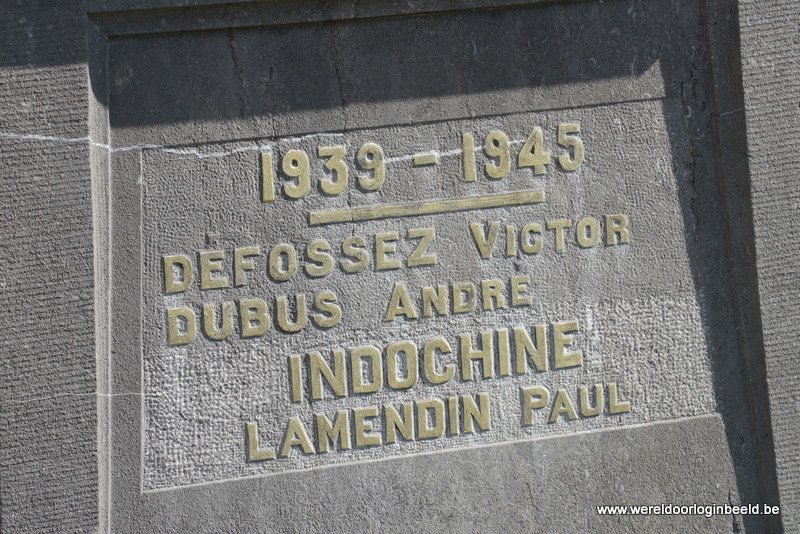 1939 - 1945
DEFOSSEZ VICTOR
DUBUS ANDRE
INDOCHINE
LAMENDIN PAUL
www.wereldoorloginbeeld.be